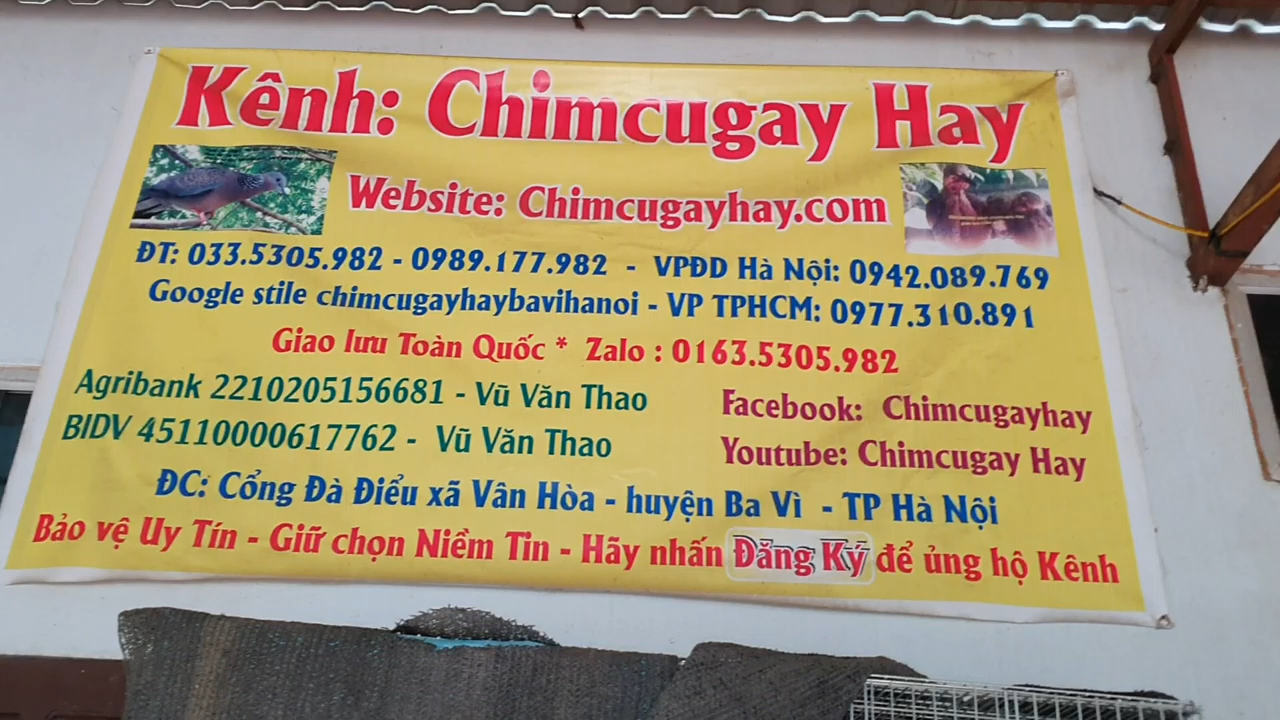 Kênh: Chimcugay Hay
Website: Chimcugayhay.com
ĐT: 033.5305.982 - 0989.177.982 - VPĐD Hà Nội: 0942.089.769
Google stile chimcugayhaybavihanoi - VP TPHCM: 0977.310.891
Giao lưu Toàn Quốc * Zalo : 0163.5305.982
Agribank 2210205156681 - Vũ Văn Thao
BIDV 45110000617762 - Vũ Văn Thao
Facebook: Chimcugayhay
Youtube: Chimcugay Hay
ĐC: Cổng Đà Điểu xã Vân Hòa - huyện Ba Vì - TP Hà Nội
Bảo vệ Uy Tín - Giữ chọn Niềm Tin - Hãy nhấn Đăng Ký để ủng hộ Kênh